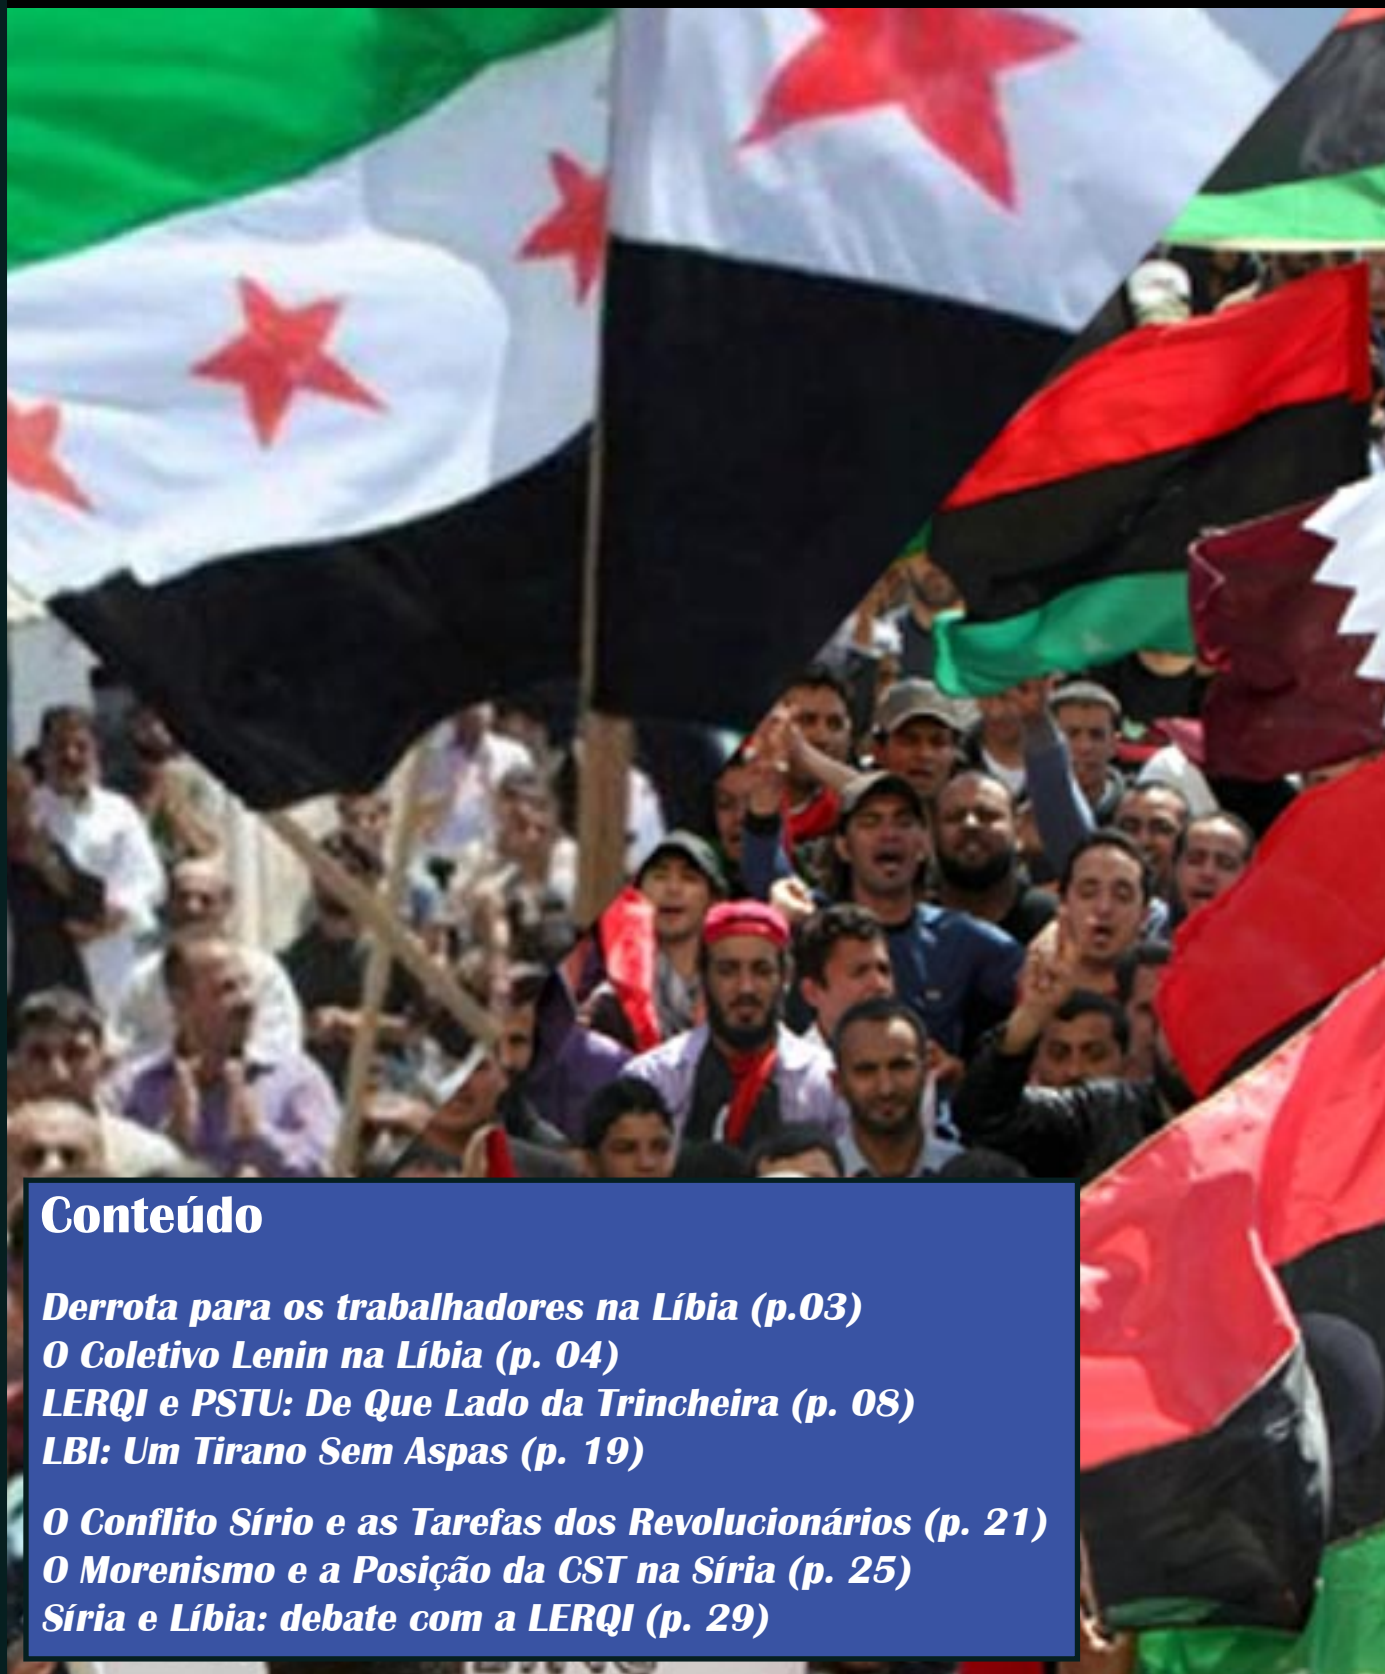 Conteúdo
Derrota para os trabalhadores na Líbia (p.03)
O Coletivo Lenin na Líbia (p. 04)
LERQI e PSTU: De Que Lado da Trincheira (p. 08)
LBI: Um Tirano Sem Aspas (p. 19)
O Conflito Sírio e as Tarefas dos Revolucionários (p. 21)
O Morenismo e a Posição da CST na Síria (p. 25)
Síria e Líbia: debate com a LERQI (p. 29)